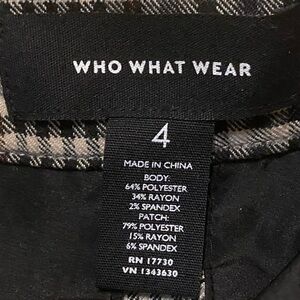 WHO WHAT WEAR
4
MADE IN CHINA
BODY:
64% POLYESTER
34% RAYON
2% SPANDEX
PATCH:
79% POLYESTER
15% RAYON
6% SPANDEX
RN 17730
VN 1343630